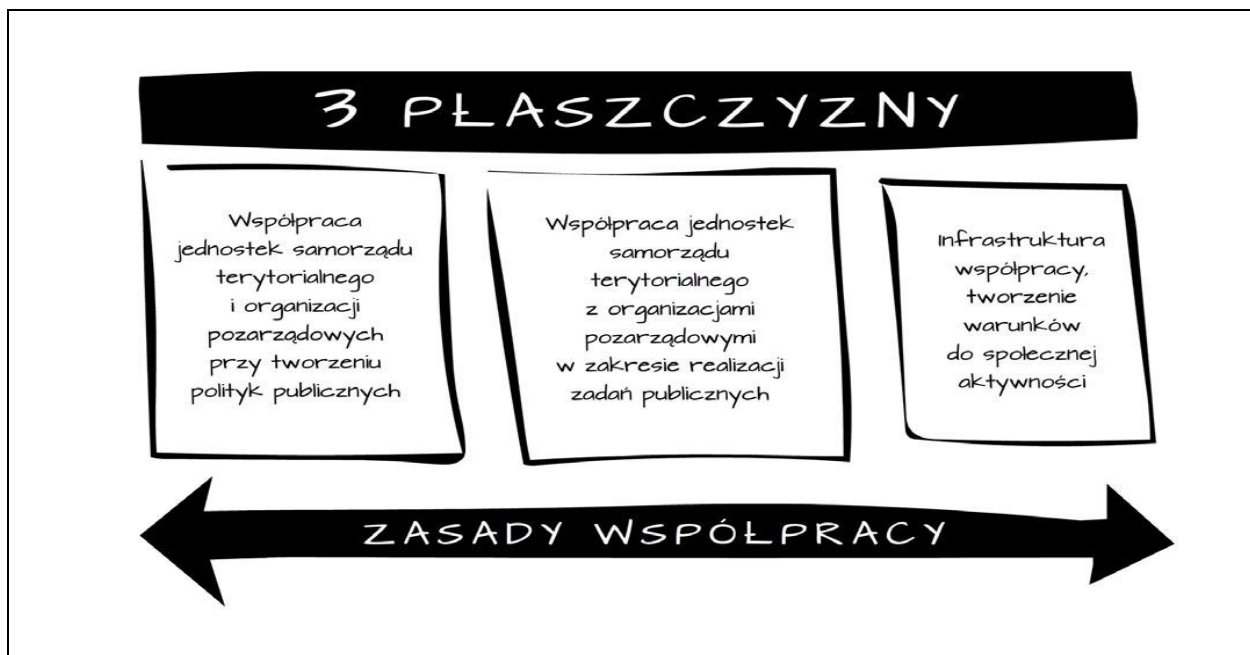 3 PŁASZCZYZNY
Współpraca
jednostek samorządu
terytorialnego
i organizacji
pozarządowych
przy tworzeniu
polityk publicznych
Współpraca jednostek
samorządu
terytorialnego
z organizacjami
pozarządowymi
w zakresie realizacji
zadań publicznych
Infrastruktura
współpracy,
tworzenie
warunków
do społecznej
aktywności
ZASADY WSPÓŁPRACY